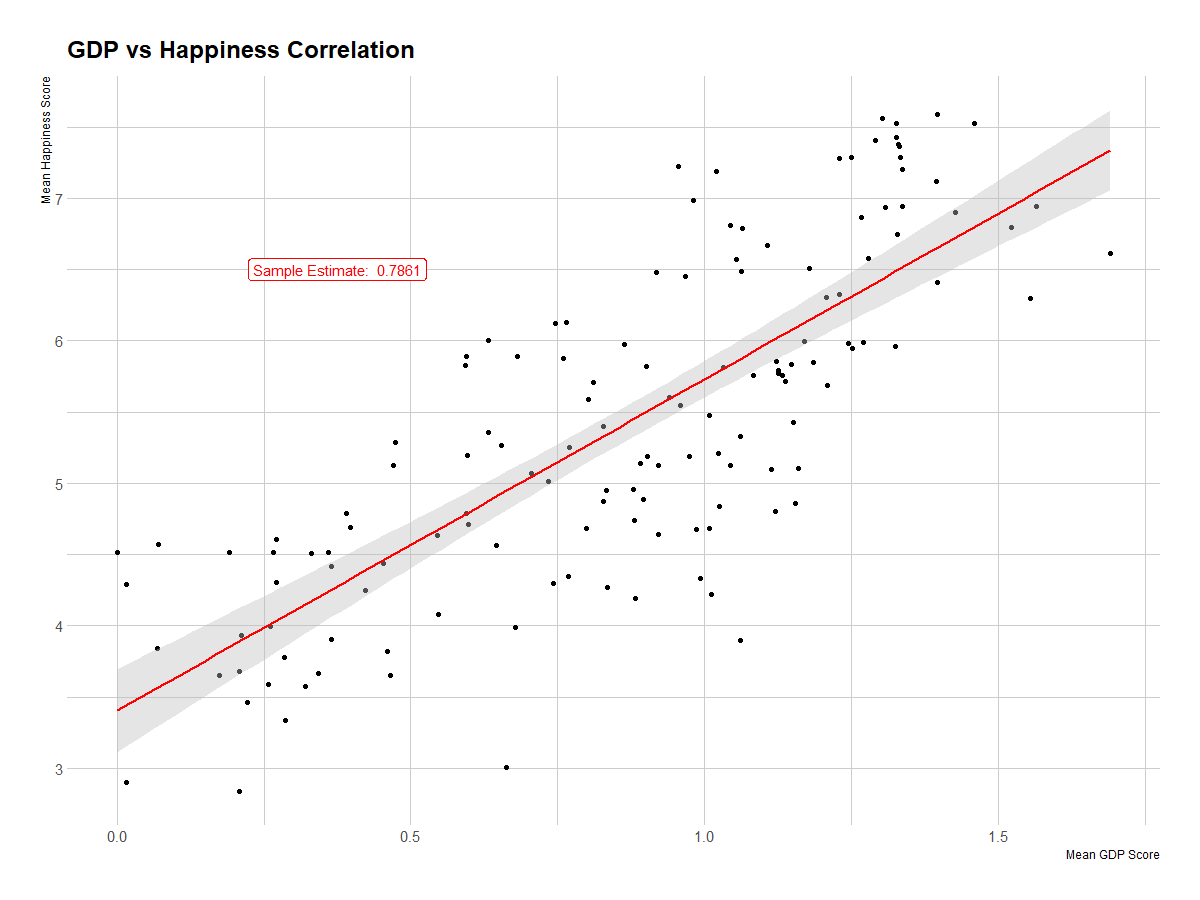 GDP vs Happiness Correlation
Mean Happiness Score
7
Sample Estimate:  0.7861
6
5
4
3
0.0
0.5
1.0
1.5
Mean GDP Score